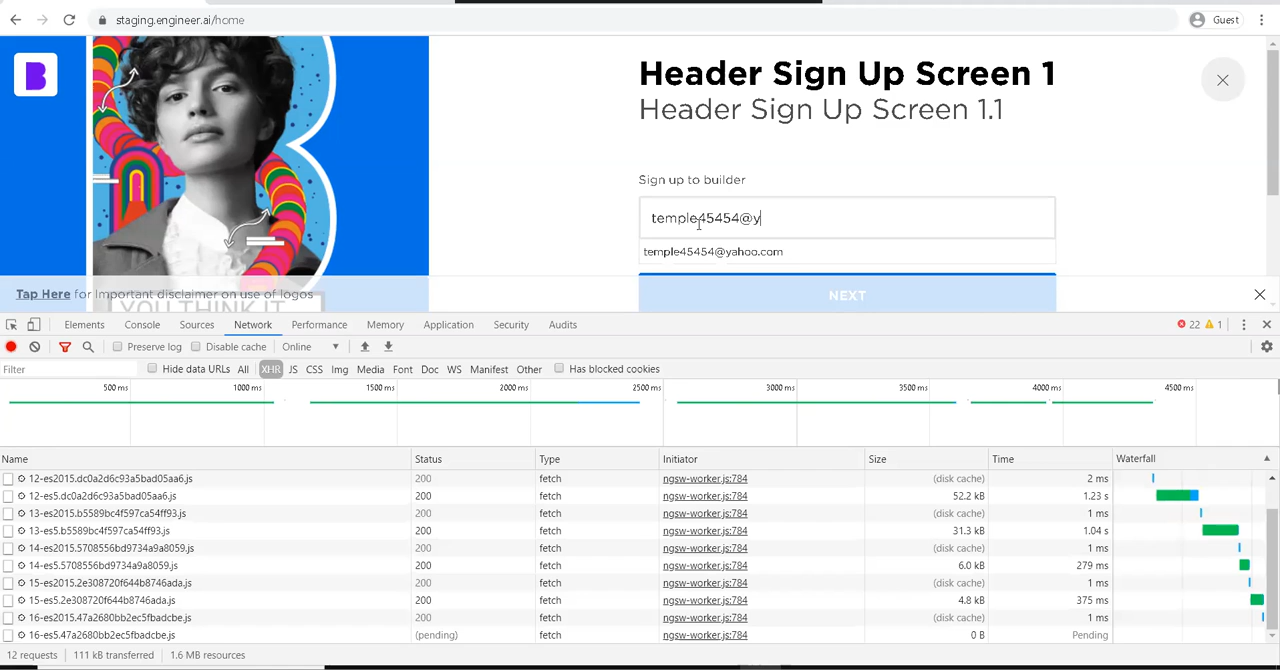 staging.engineer.ai/home
Guest
B
Header Sign Up Screen 1
Header Sign Up Screen 1.1
Sign up to builder
temple45454@y
temple45454@yahoo.com
NEXT
Tap Here for Important disclaimer on use of logos
YOU THINK IT
Elements Console Sources Network Performance Memory Application Security Audits
22 1
Preserve log Disable cache Online
Filter Hide data URLs All XHR JS CSS Img Media Font Doc WS Manifest Other Has blocked cookies
500 ms 1000 ms 1500 ms 2000 ms 2500 ms 3000 ms 3500 ms 4000 ms 4500 ms
Name Status Type Initiator Size Time Waterfall
12-es2015.dc0a2d6c93a5bad05aa6.js 200 fetch ngsw-worker.js:784 (disk cache) 2 ms
12-es5.dc0a2d6c93a5bad05aa6.js 200 fetch ngsw-worker.js:784 52.2 kB 1.23 s
13-es2015.b5589bc4f597ca54ff93.js 200 fetch ngsw-worker.js:784 (disk cache) 1 ms
13-es5.b5589bc4f597ca54ff93.js 200 fetch ngsw-worker.js:784 31.3 kB 1.04 s
14-es2015.5708556bd9734a9a8059.js 200 fetch ngsw-worker.js:784 (disk cache) 1 ms
14-es5.5708556bd9734a9a8059.js 200 fetch ngsw-worker.js:784 6.0 kB 279 ms
15-es2015.2e308720f644b8746ada.js 200 fetch ngsw-worker.js:784 (disk cache) 1 ms
15-es5.2e308720f644b8746ada.js 200 fetch ngsw-worker.js:784 4.8 kB 375 ms
16-es2015.47a2680bb2ec5fbadcbe.js 200 fetch ngsw-worker.js:784 (disk cache) 1 ms
16-es5.47a2680bb2ec5fbadcbe.js (pending) fetch ngsw-worker.js:784 0 B Pending
12 requests 111 kB transferred 1.6 MB resources